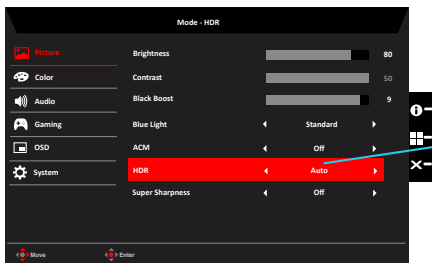 Mode - HDR
Picture
Brightness 80
Color
Contrast 50
Audio
Black Boost 9
Gaming
Blue Light Standard
OSD
ACM Off
System
HDR Auto
Super Sharpness Off
Move Enter